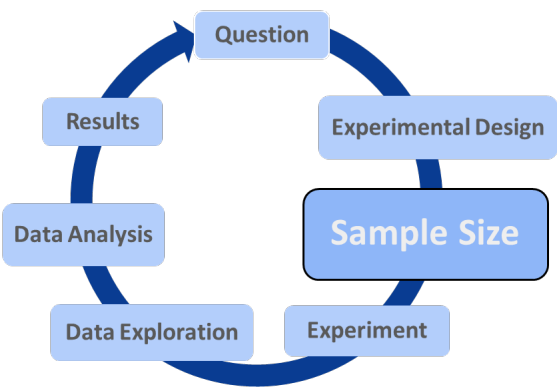 Question
Experimental Design
Sample Size
Experiment
Data Exploration
Data Analysis
Results